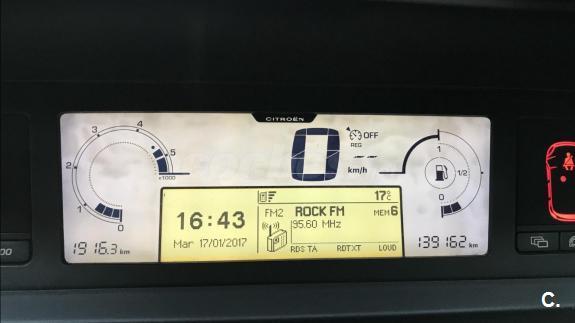 CITROËN
4
3
5
2
x1000
1
0
1916.3 km
0
OFF
REG
-- --
km/h
1
1/2
0
139162 km
17°C
16:43
Mar 17/01/2017
FM2 ROCK FM MEM 6
95.60 MHz
RDS TA RDTXT LOUD
C.